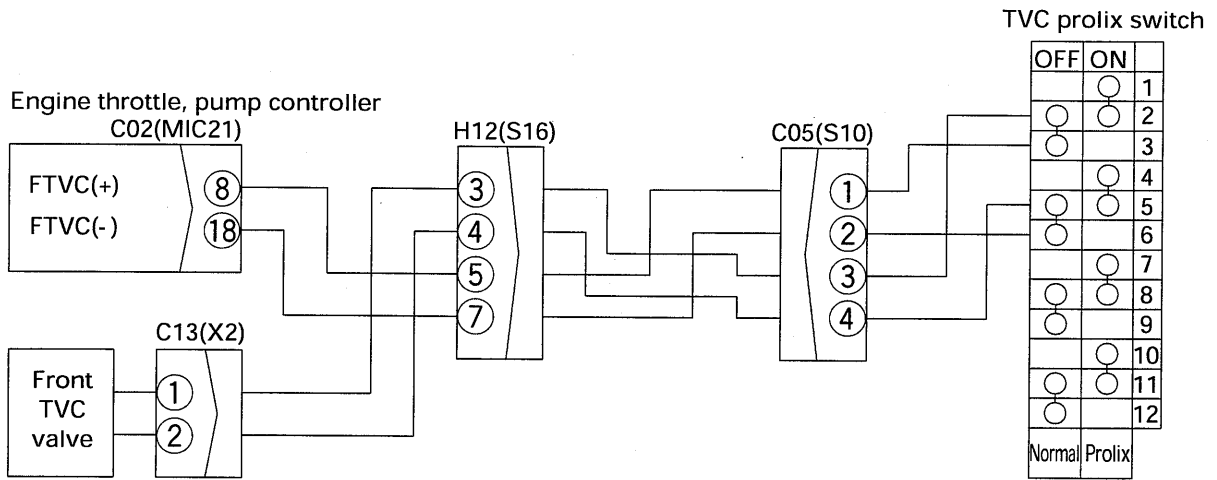 TVC prolix switch
OFF ON
1
2
3
4
5
6
7
8
9
10
11
12
Normal Prolix
Engine throttle, pump controller
C02(MIC21)
FTVC(+) 8
FTVC(-) 18
H12(S16)
3
4
5
7
C05(S10)
1
2
3
4
C13(X2)
1
2
Front
TVC
valve